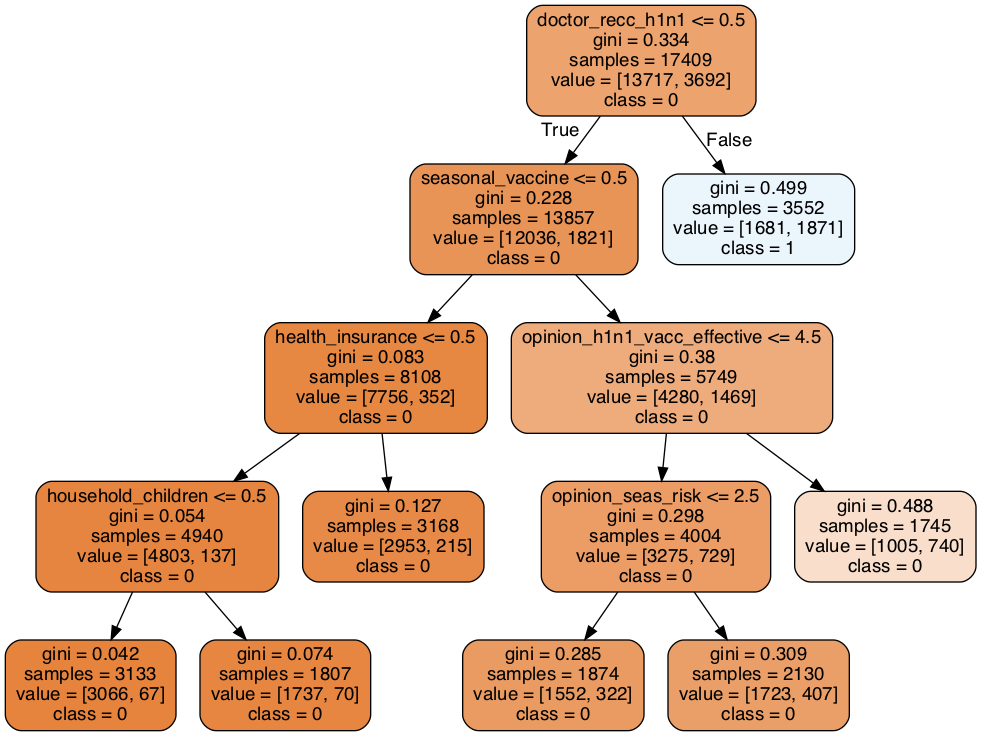 doctor_recc_h1n1 <= 0.5
gini = 0.334
samples = 17409
value = [13717, 3692]
class = 0
True
False
seasonal_vaccine <= 0.5
gini = 0.228
samples = 13857
value = [12036, 1821]
class = 0
gini = 0.499
samples = 3552
value = [1681, 1871]
class = 1
health_insurance <= 0.5
gini = 0.083
samples = 8108
value = [7756, 352]
class = 0
opinion_h1n1_vacc_effective <= 4.5
gini = 0.38
samples = 5749
value = [4280, 1469]
class = 0
household_children <= 0.5
gini = 0.054
samples = 4940
value = [4803, 137]
class = 0
gini = 0.127
samples = 3168
value = [2953, 215]
class = 0
opinion_seas_risk <= 2.5
gini = 0.298
samples = 4004
value = [3275, 729]
class = 0
gini = 0.488
samples = 1745
value = [1005, 740]
class = 0
gini = 0.042
samples = 3133
value = [3066, 67]
class = 0
gini = 0.074
samples = 1807
value = [1737, 70]
class = 0
gini = 0.285
samples = 1874
value = [1552, 322]
class = 0
gini = 0.309
samples = 2130
value = [1723, 407]
class = 0